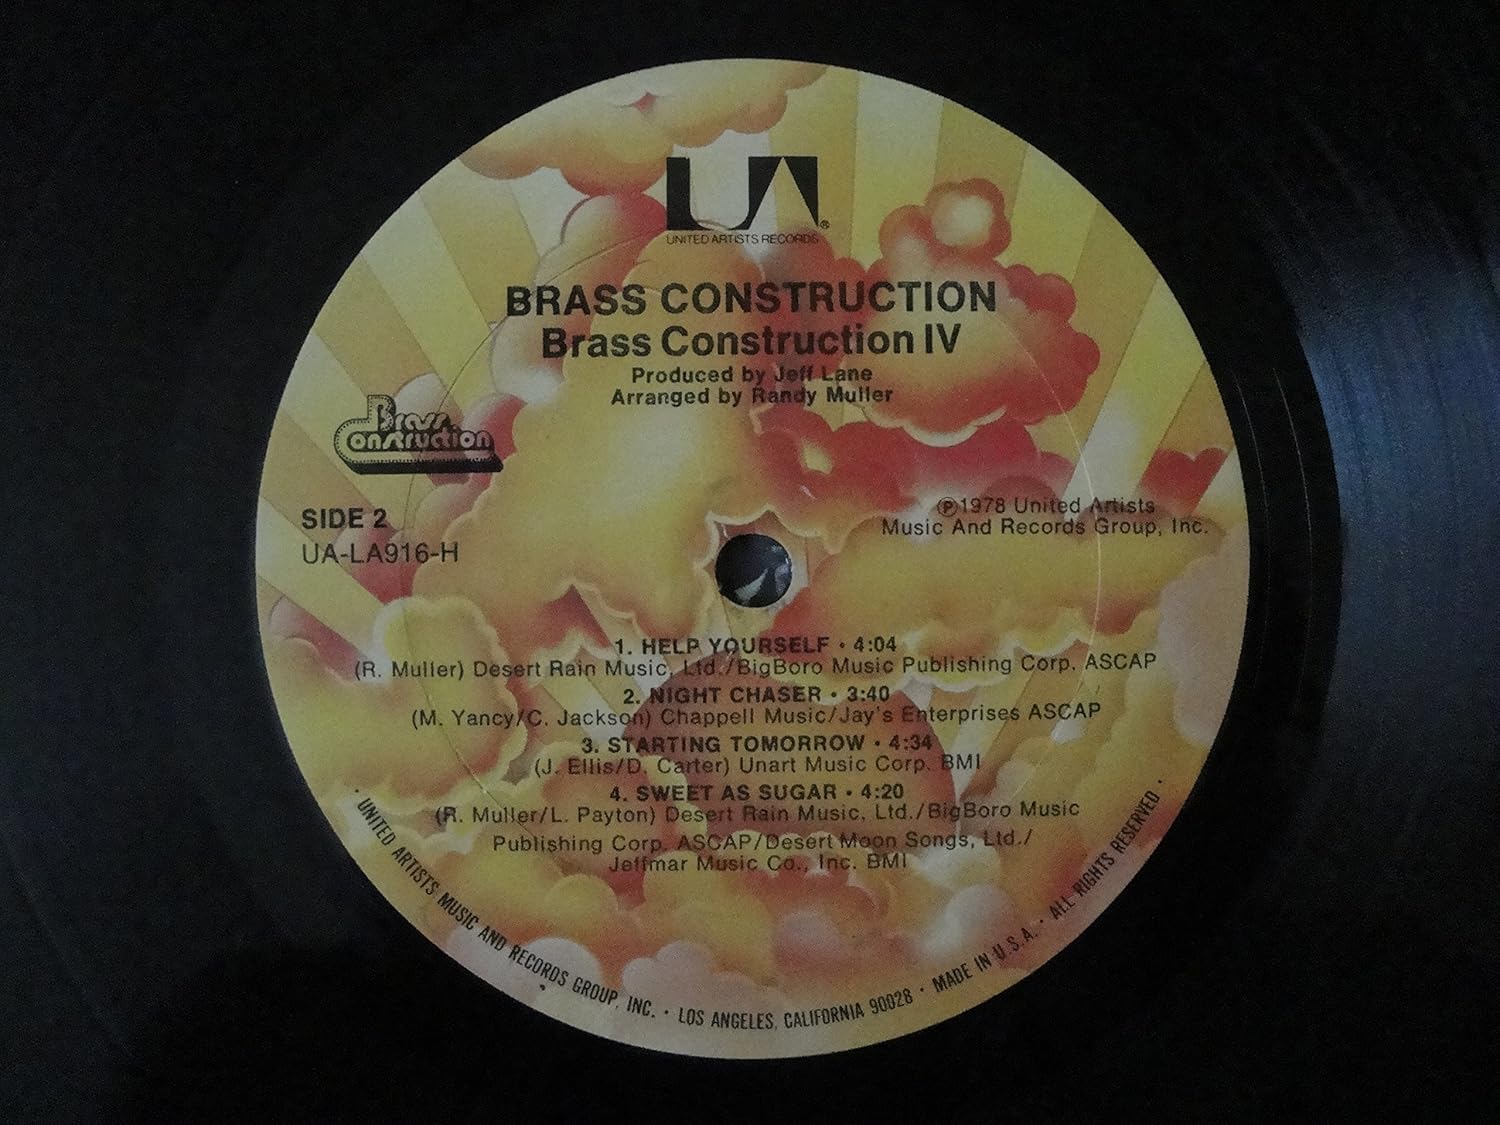 UA®
UNITED ARTISTS RECORDS
BRASS CONSTRUCTION
Brass Construction IV
Produced by Jeff Lane
Arranged by Randy Muller
Brass
Construction
SIDE 2
UA-LA916-H
℗1978 United Artists
Music And Records Group, Inc.
1. HELP YOURSELF · 4:04
(R. Muller) Desert Rain Music, Ltd./BigBoro Music Publishing Corp. ASCAP
2. NIGHT CHASER · 3:40
(M. Yancy/C. Jackson) Chappell Music/Jay's Enterprises ASCAP
3. STARTING TOMORROW · 4:34
(J. Ellis/D. Carter) Unart Music Corp. BMI
4. SWEET AS SUGAR · 4:20
(R. Muller/L. Payton) Desert Rain Music, Ltd./BigBoro Music
Publishing Corp. ASCAP/Desert Moon Songs, Ltd./
Jeffmar Music Co., Inc. BMI
· UNITED ARTISTS MUSIC AND RECORDS GROUP, INC. · LOS ANGELES, CALIFORNIA 90028 · MADE IN U.S.A. · ALL RIGHTS RESERVED ·